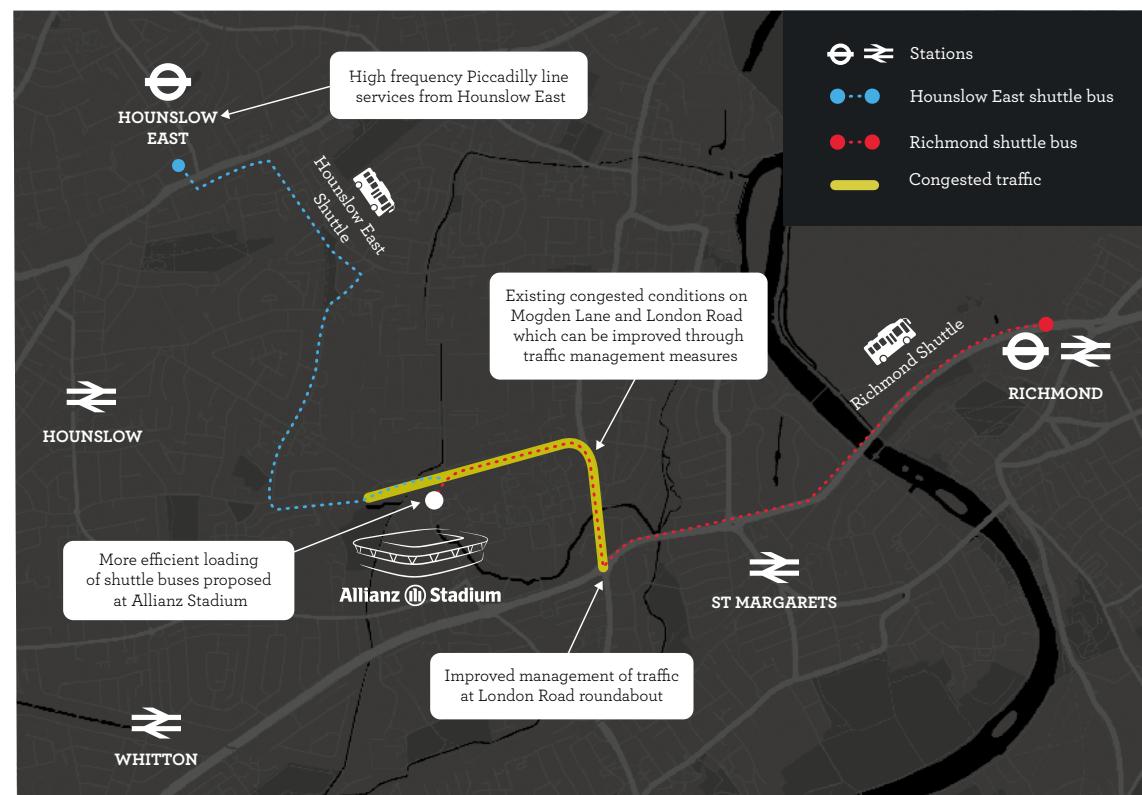 HOUNSLOW
EAST
High frequency Piccadilly line
services from Hounslow East
Stations
Hounslow East shuttle bus
Richmond shuttle bus
Congested traffic
Hounslow East
Shuttle
Existing congested conditions on
Mogden Lane and London Road
which can be improved through
traffic management measures
Richmond Shuttle
RICHMOND
HOUNSLOW
More efficient loading
of shuttle buses proposed
at Allianz Stadium
Allianz Stadium
ST MARGARETS
Improved management of traffic
at London Road roundabout
WHITTON